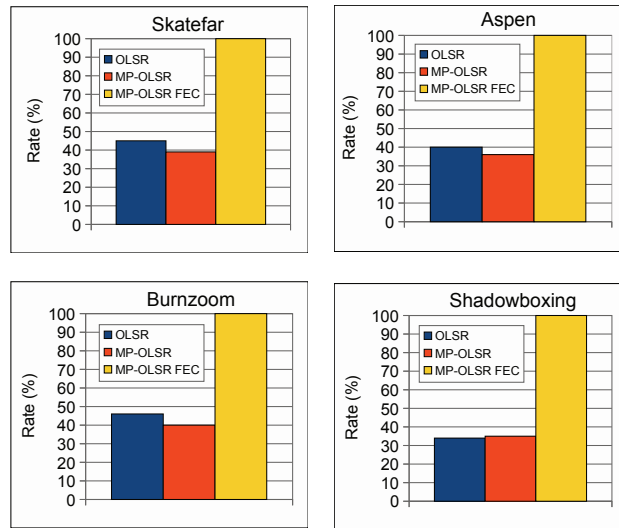 Skatefar
100
90
80
70
60
50
40
30
20
10
0
Rate (%)
OLSR
MP-OLSR
MP-OLSR FEC
Aspen
100
90
80
70
60
50
40
30
20
10
0
Rate (%)
OLSR
MP-OLSR
MP-OLSR FEC
Burnzoom
100
90
80
70
60
50
40
30
20
10
0
Rate (%)
OLSR
MP-OLSR
MP-OLSR FEC
Shadowboxing
100
90
80
70
60
50
40
30
20
10
0
Rate (%)
OLSR
MP-OLSR
MP-OLSR FEC